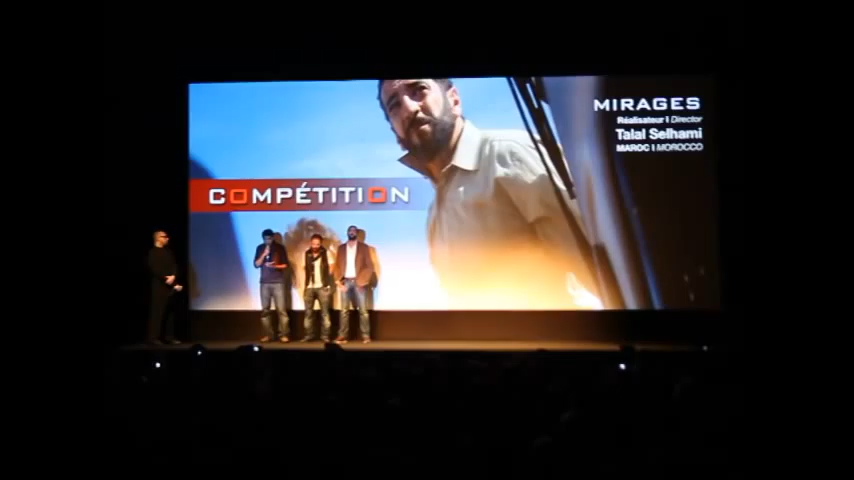 MIRAGES
Réalisateur I Director
Talal Selhami
MAROC I MOROCCO
COMPÉTITION